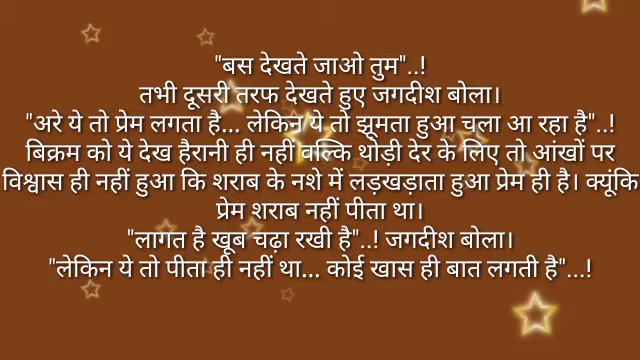 "बस देखते जाओ तुम"..!
तभी दूसरी तरफ देखते हुए जगदीश बोला।
"अरे ये तो प्रेम लगता है... लेकिन ये तो झूमता हुआ चला आ रहा है"..!
बिक्रम को ये देख हैरानी ही नहीं वल्कि थोड़ी देर के लिए तो आंखों पर
विश्वास ही नहीं हुआ कि शराब के नशे में लड़खड़ाता हुआ प्रेम ही है। क्यूंकि
प्रेम शराब नहीं पीता था।
"लागत है खूब चढ़ा रखी है"..! जगदीश बोला।
"लेकिन ये तो पीता ही नहीं था... कोई खास ही बात लगती है"...!